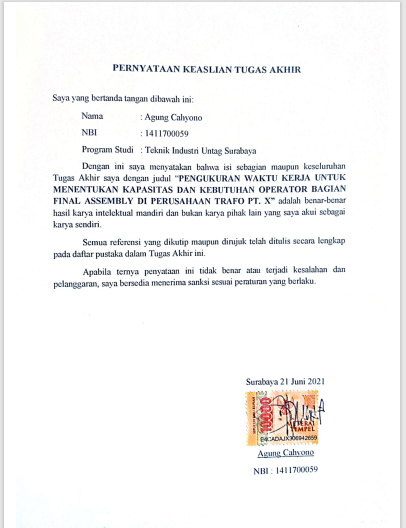 PERNYATAAN KEASLIAN TUGAS AKHIR
Saya yang bertanda tangan dibawah ini:
Nama : Agung Cahyono
NBI : 1411700059
Program Studi : Teknik Industri Untag Surabaya
Dengan ini saya menyatakan bahwa isi sebagian maupun keseluruhan
Tugas Akhir saya dengan judul “PENGUKURAN WAKTU KERJA UNTUK
MENENTUKAN KAPASITAS DAN KEBUTUHAN OPERATOR BAGIAN
FINAL ASSEMBLY DI PERUSAHAAN TRAFO PT. X” adalah benar-benar
hasil karya intelektual mandiri dan bukan karya pihak lain yang saya akui sebagai
karya sendiri.
Semua referensi yang dikutip maupun dirujuk telah ditulis secara lengkap
pada daftar pustaka dalam Tugas Akhir ini.
Apabila ternya penyataan ini tidak benar atau terjadi kesalahan dan
pelanggaran, saya bersedia menerima sanksi sesuai peraturan yang berlaku.
Surabaya 21 Juni 2021
10000
METERAI
TEMPEL
Agung Cahyono
NBI : 1411700059